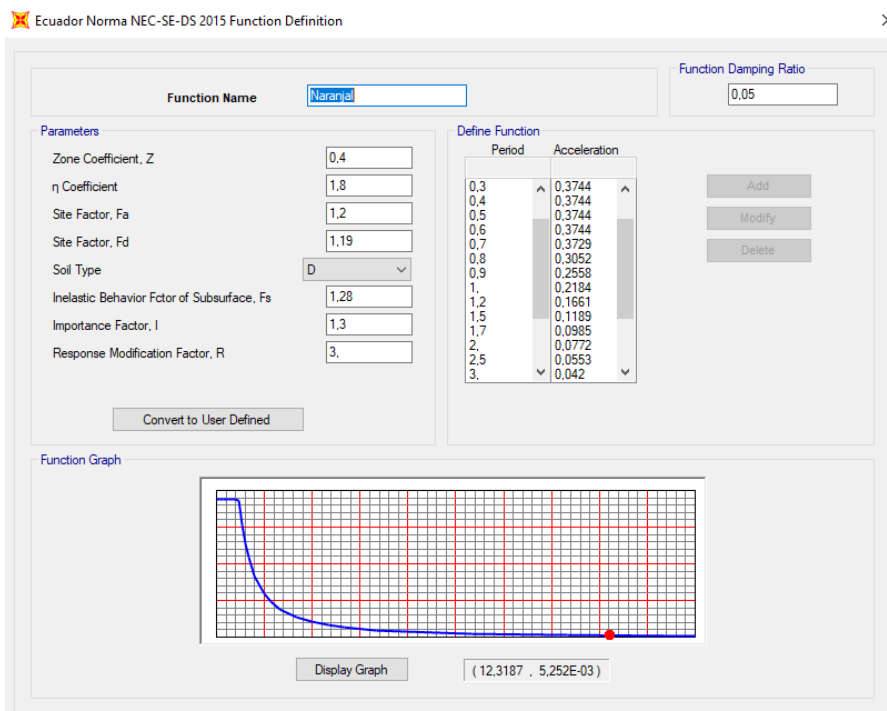 Ecuador Norma NEC-SE-DS 2015 Function Definition
Function Damping Ratio
Function Name Naranjal 0,05
Parameters Define Function
Period Acceleration
Zone Coefficient, Z 0,4
η Coefficient 1,8
Site Factor, Fa 1,2
Site Factor, Fd 1,19
Soil Type D
Inelastic Behavior Fctor of Subsurface, Fs 1,28
Importance Factor, I 1,3
Response Modification Factor, R 3,
Convert to User Defined
0,3 0,3744
0,4 0,3744
0,5 0,3744
0,6 0,3744
0,7 0,3729
0,8 0,3052
0,9 0,2558
1, 0,2184
1,2 0,1661
1,5 0,1189
1,7 0,0985
2, 0,0772
2,5 0,0553
3, 0,042
Add
Modify
Delete
Function Graph
Display Graph (12,3187 , 5,252E-03)